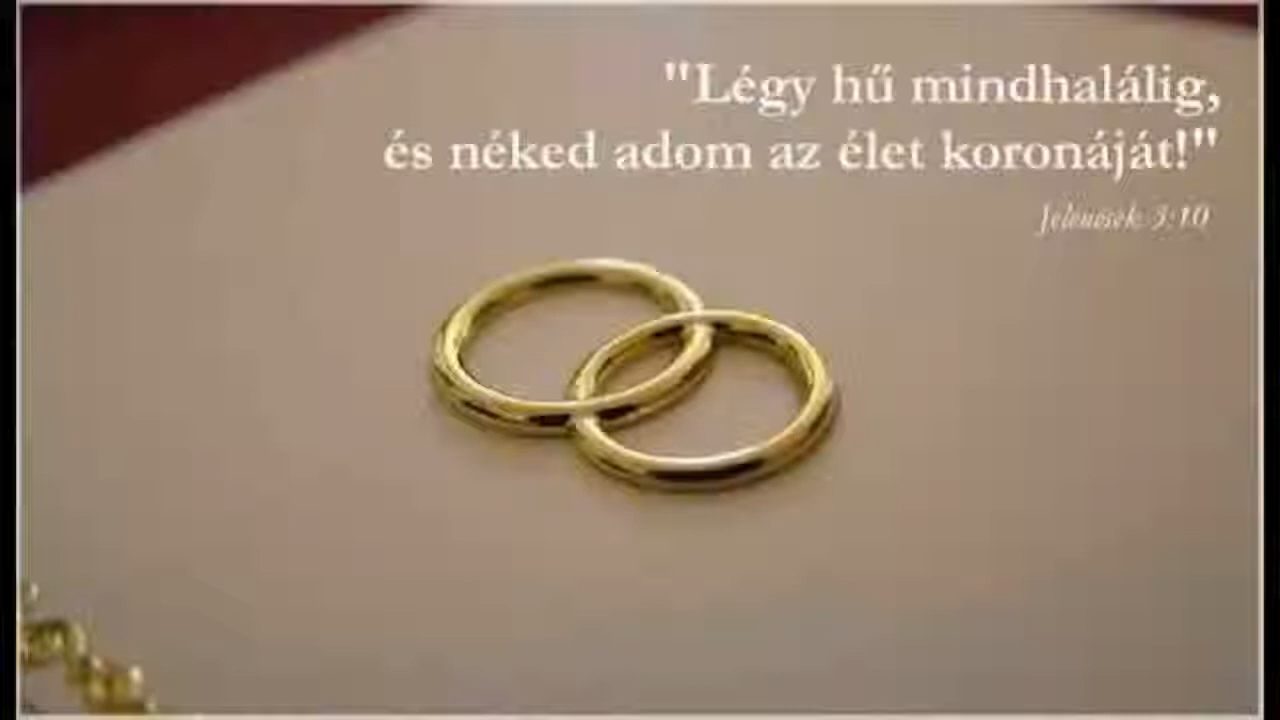 "Légy hű mindhalálig,
és néked adom az élet koronáját!"
Jelenések 3:10